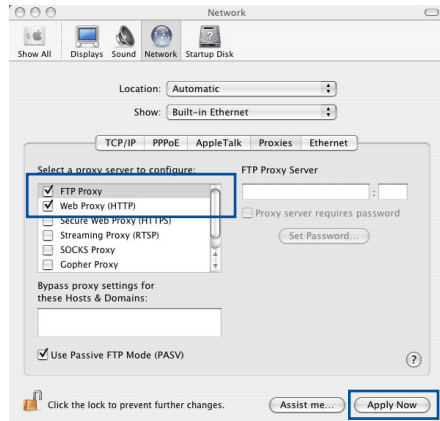 Network
Show All Displays Sound Network Startup Disk
Location: Automatic
Show: Built-in Ethernet
TCP/IP PPPoE AppleTalk Proxies Ethernet
Select a proxy server to configure: FTP Proxy Server
FTP Proxy
:
Web Proxy (HTTP)
Proxy server requires password
Secure Web Proxy (HTTPS)
Streaming Proxy (RTSP) Set Password...
SOCKS Proxy
Gopher Proxy
Bypass proxy settings for
these Hosts & Domains:
Use Passive FTP Mode (PASV) ?
Click the lock to prevent further changes. Assist me... Apply Now